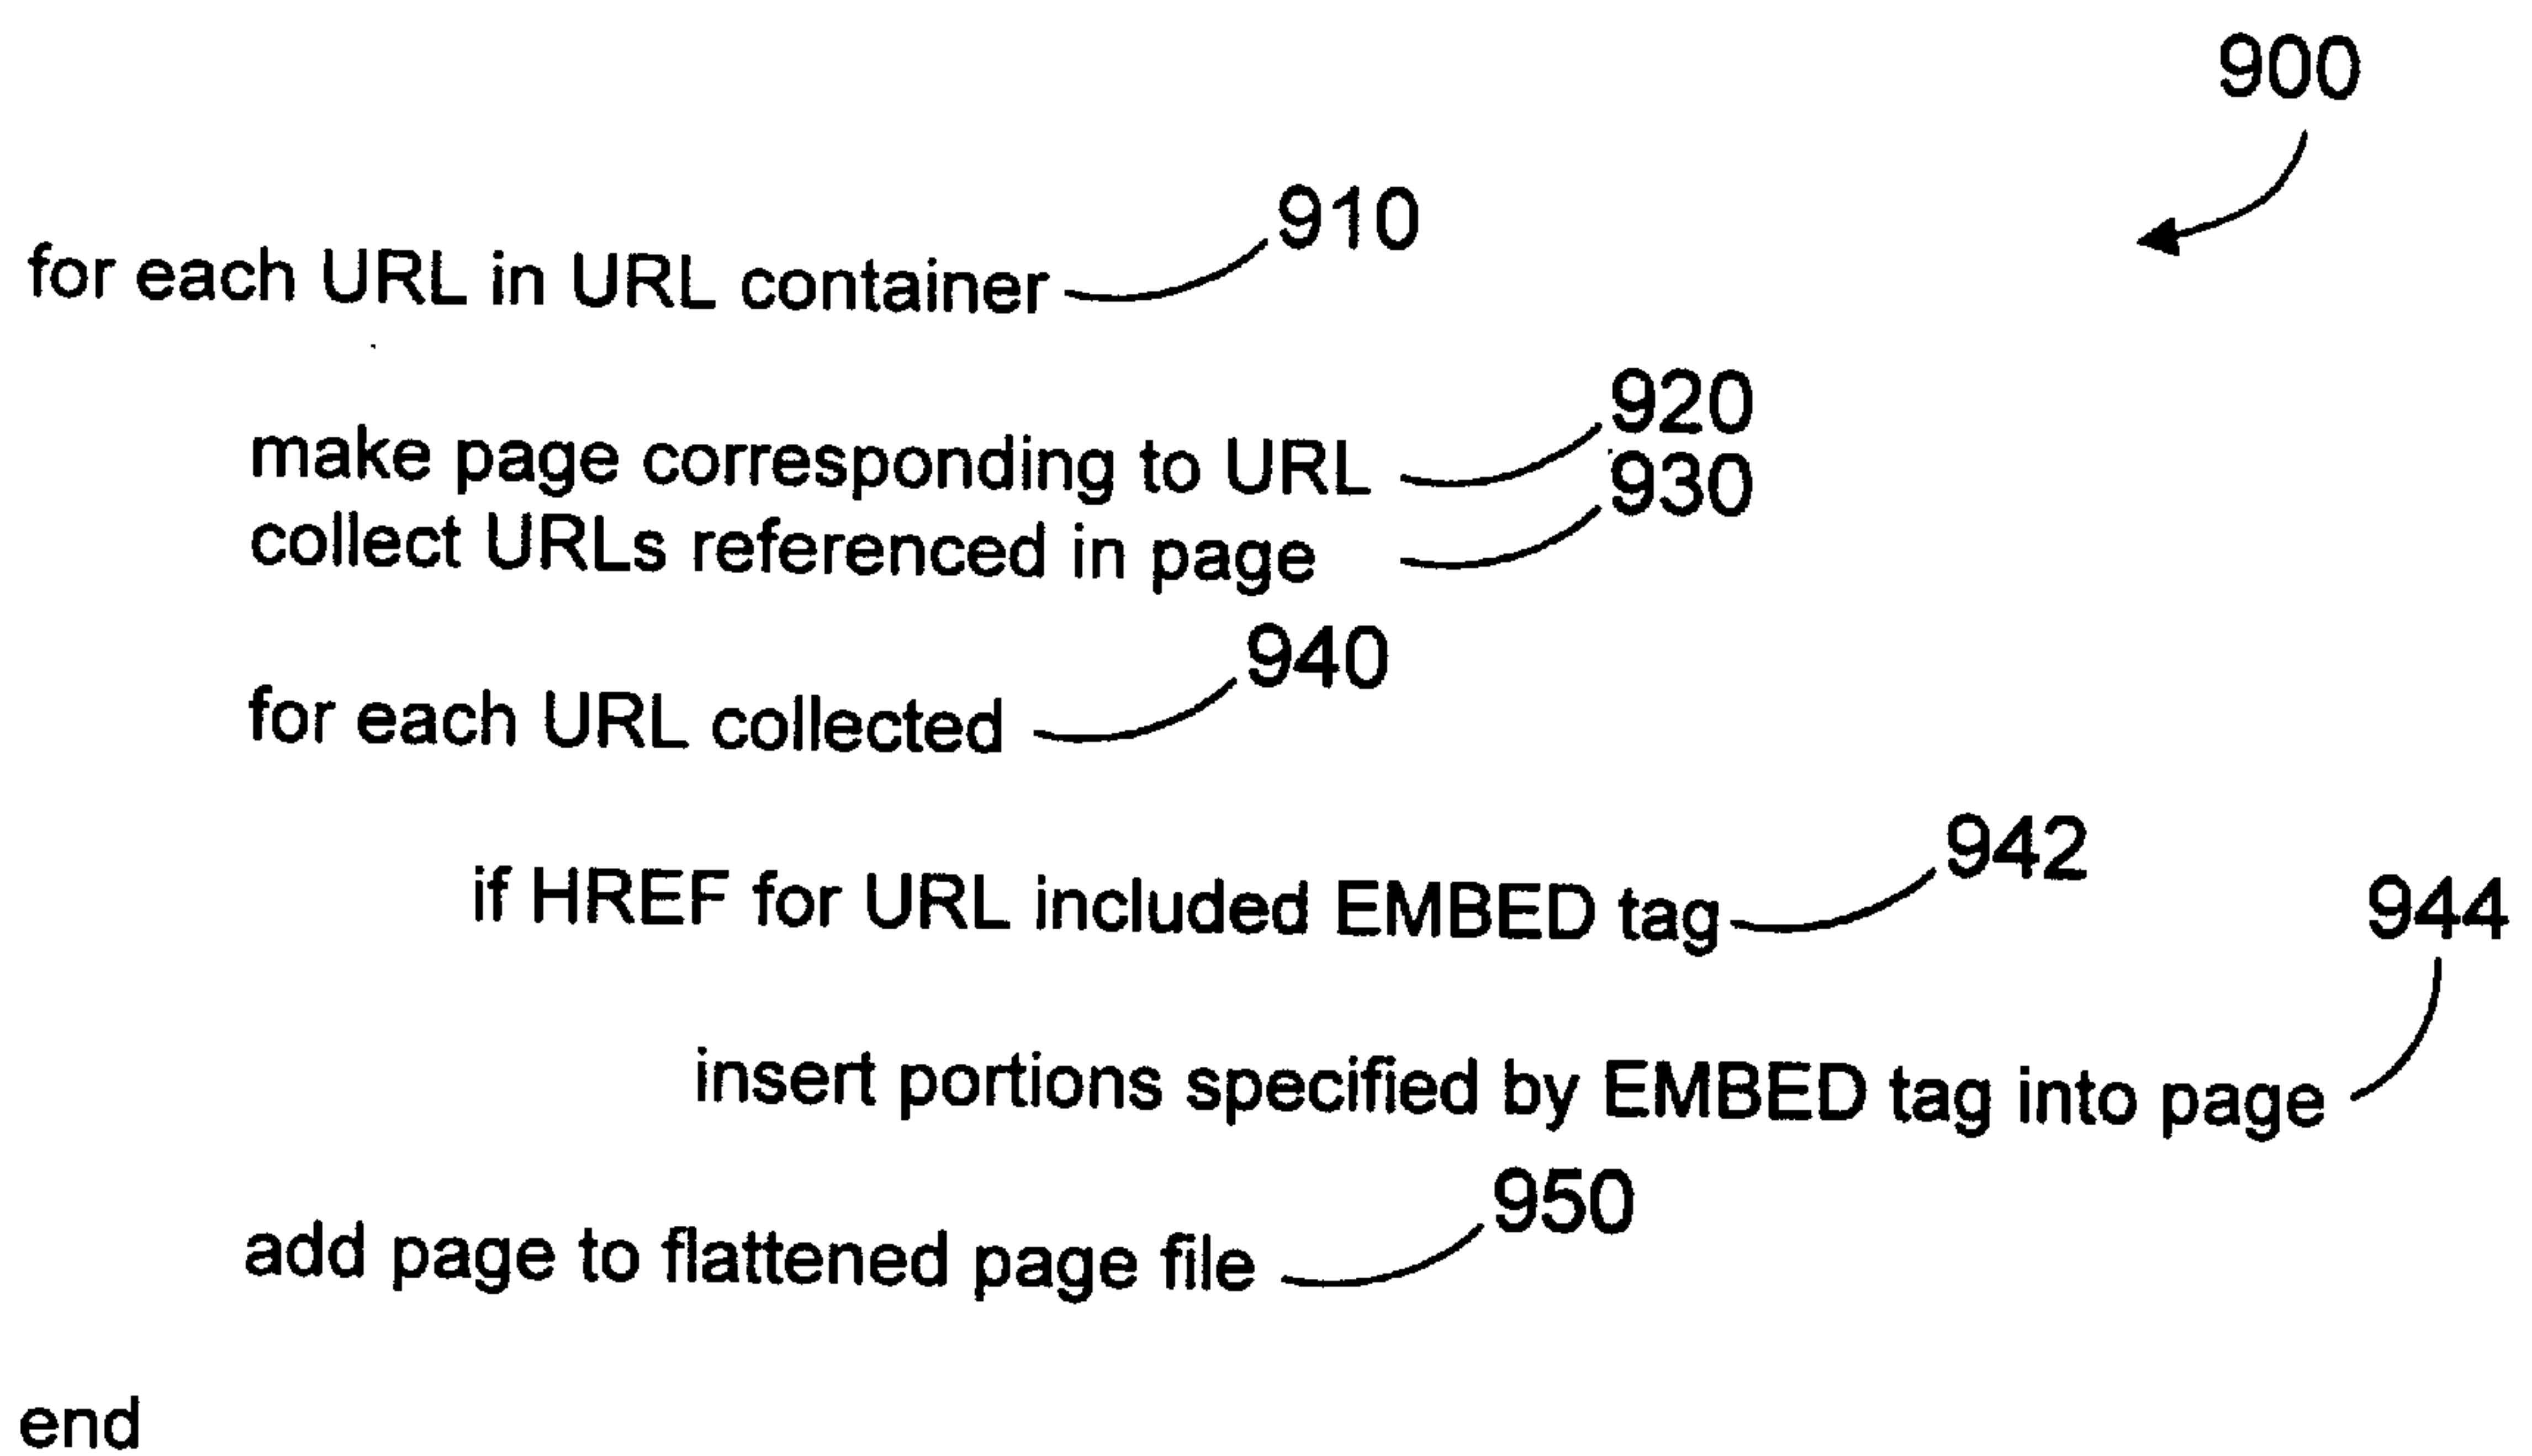 900
for each URL in URL container 910
make page corresponding to URL 920
collect URLs referenced in page 930
for each URL collected 940
if HREF for URL included EMBED tag 942
insert portions specified by EMBED tag into page 944
add page to flattened page file 950
end